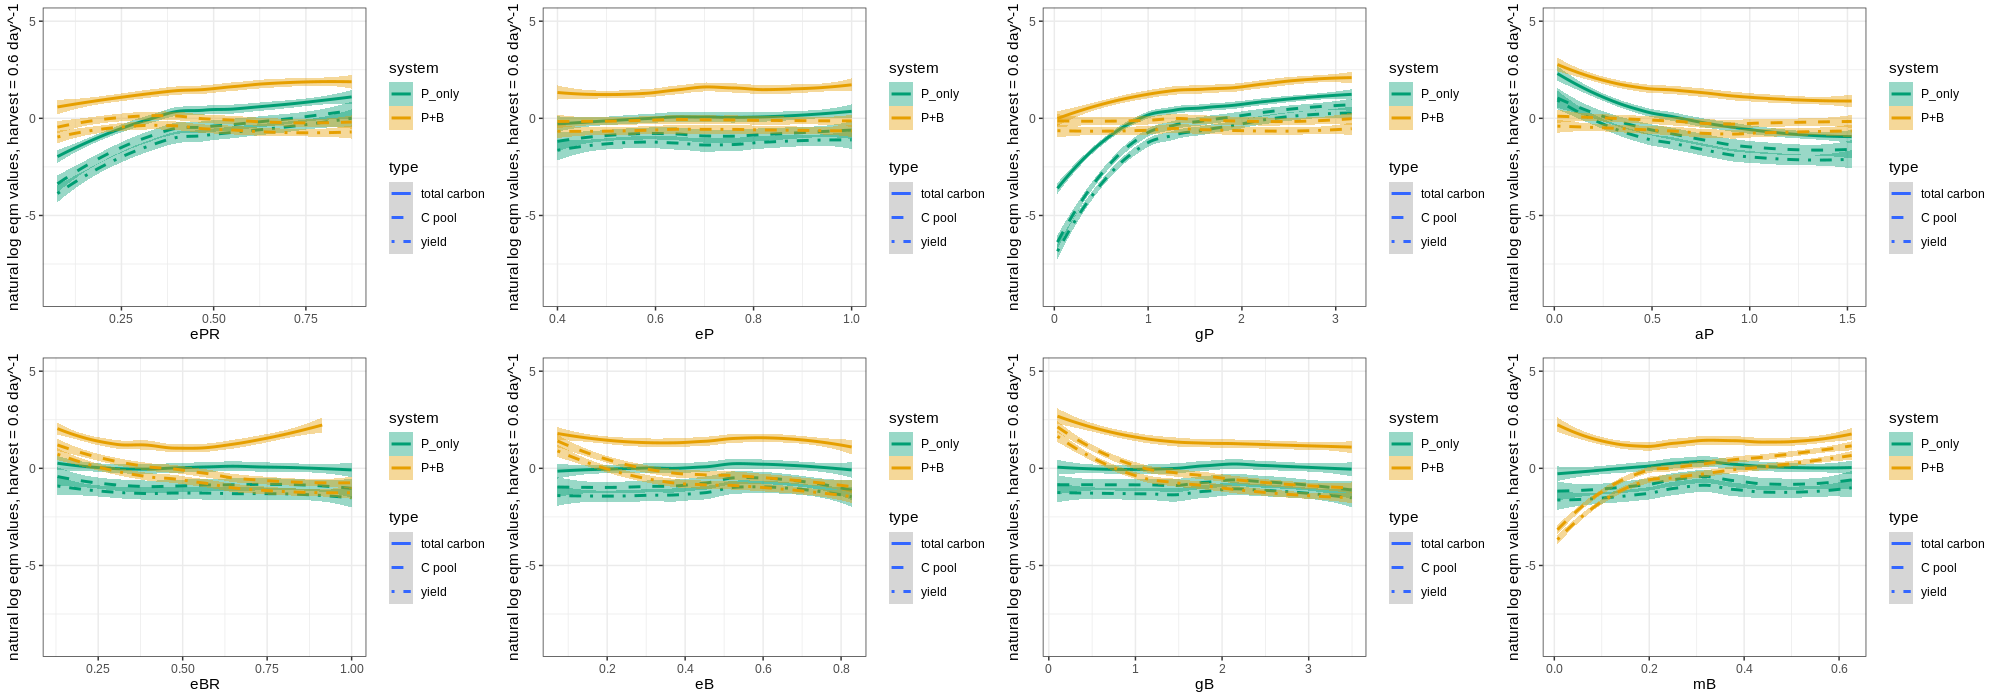 natural log eqm values, harvest = 0.6 day^-1
5
0
-5
0.25
0.50
0.75
ePR
system
P_only
P+B
type
total carbon
C pool
yield
natural log eqm values, harvest = 0.6 day^-1
5
0
-5
0.4
0.6
0.8
1.0
eP
system
P_only
P+B
type
total carbon
C pool
yield
natural log eqm values, harvest = 0.6 day^-1
5
0
-5
0
1
2
3
gP
system
P_only
P+B
type
total carbon
C pool
yield
natural log eqm values, harvest = 0.6 day^-1
5
0
-5
0.0
0.5
1.0
1.5
aP
system
P_only
P+B
type
total carbon
C pool
yield
natural log eqm values, harvest = 0.6 day^-1
5
0
-5
0.25
0.50
0.75
1.00
eBR
system
P_only
P+B
type
total carbon
C pool
yield
natural log eqm values, harvest = 0.6 day^-1
5
0
-5
0.2
0.4
0.6
0.8
eB
system
P_only
P+B
type
total carbon
C pool
yield
natural log eqm values, harvest = 0.6 day^-1
5
0
-5
0
1
2
3
gB
system
P_only
P+B
type
total carbon
C pool
yield
natural log eqm values, harvest = 0.6 day^-1
5
0
-5
0.0
0.2
0.4
0.6
mB
system
P_only
P+B
type
total carbon
C pool
yield